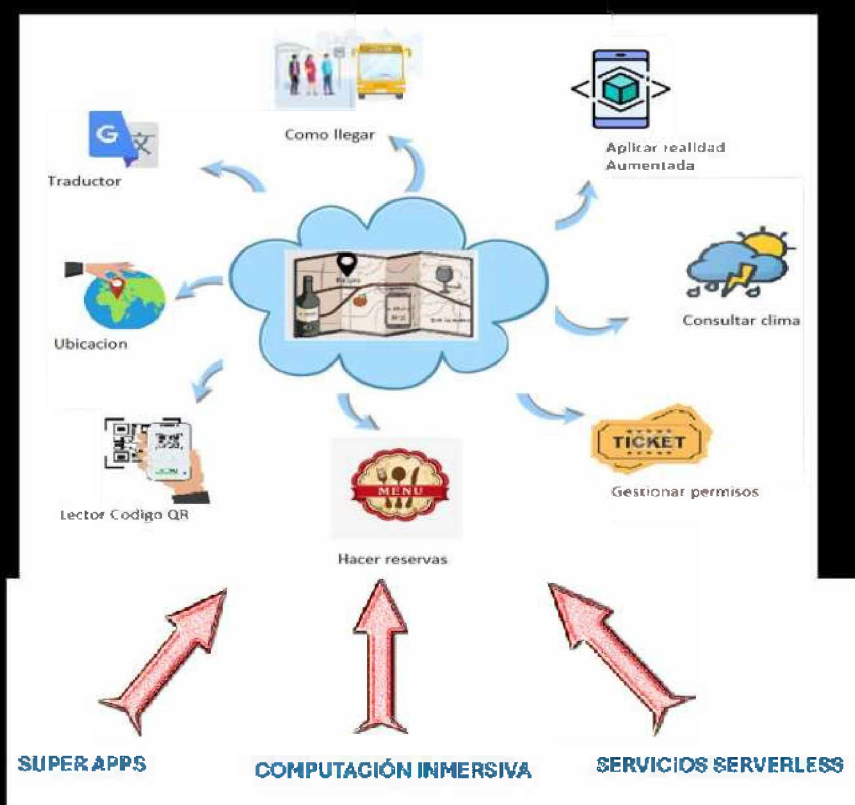 Como llegar
Aplicar realidad
Aumentada
G 文
Traductor
Consultar clima
Ubicacion
TICKET
Gestionar permisos
MENU
Lector Codigo QR
Hacer reservas
SUPER APPS
COMPUTACIÓN INMERSIVA
SERVICIOS SERVERLESS